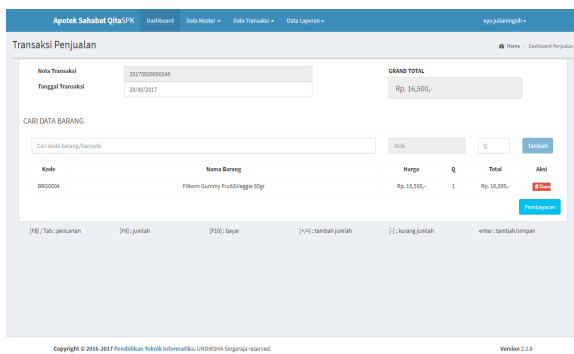 Apotek Sahabat QitaSPK Dashboard Data Master Data Transaksi Data Laporan ayu julianingsih
Transaksi Penjualan Home > Dashboard Penjualan
Nota Transaksi 20170929000246 GRAND TOTAL
Tanggal Transaksi 29/09/2017 Rp. 16,500,-
CARI DATA BARANG
Cari kode barang/barcode Stok Q Tambah
Kode Nama Barang Harga Q Total Aksi
BRG0004 Fitkom Gummy Fruit&Veggie 60gr Rp. 16,500,- 1 Rp. 16,500,- Hapus
Pembayaran
[F8] / Tab : pencarian [F9] : jumlah [F10] : bayar [+/=] : tambah jumlah [-] : kurang jumlah enter : tambah/simpan
Copyright © 2016-2017 Pendidikan Teknik Informatika. UNDIKSHA Singaraja reserved. Version 2.3.8